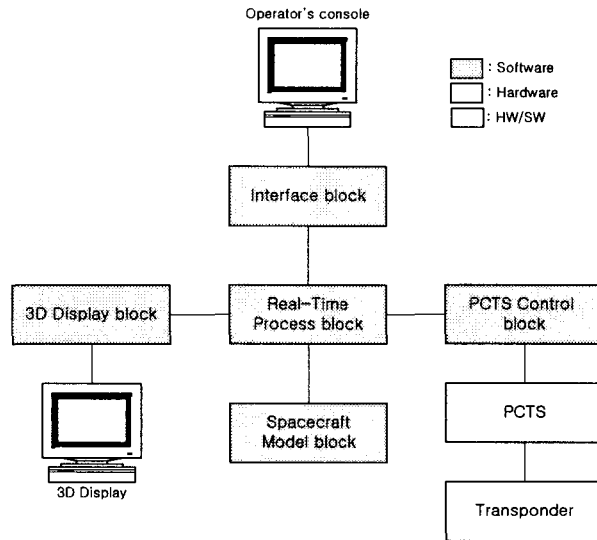 Operator's console
: Software
: Hardware
: HW/SW
Interface block
3D Display block
Real-Time
Process block
PCTS Control
block
Spacecraft
Model block
PCTS
3D Display
Transponder